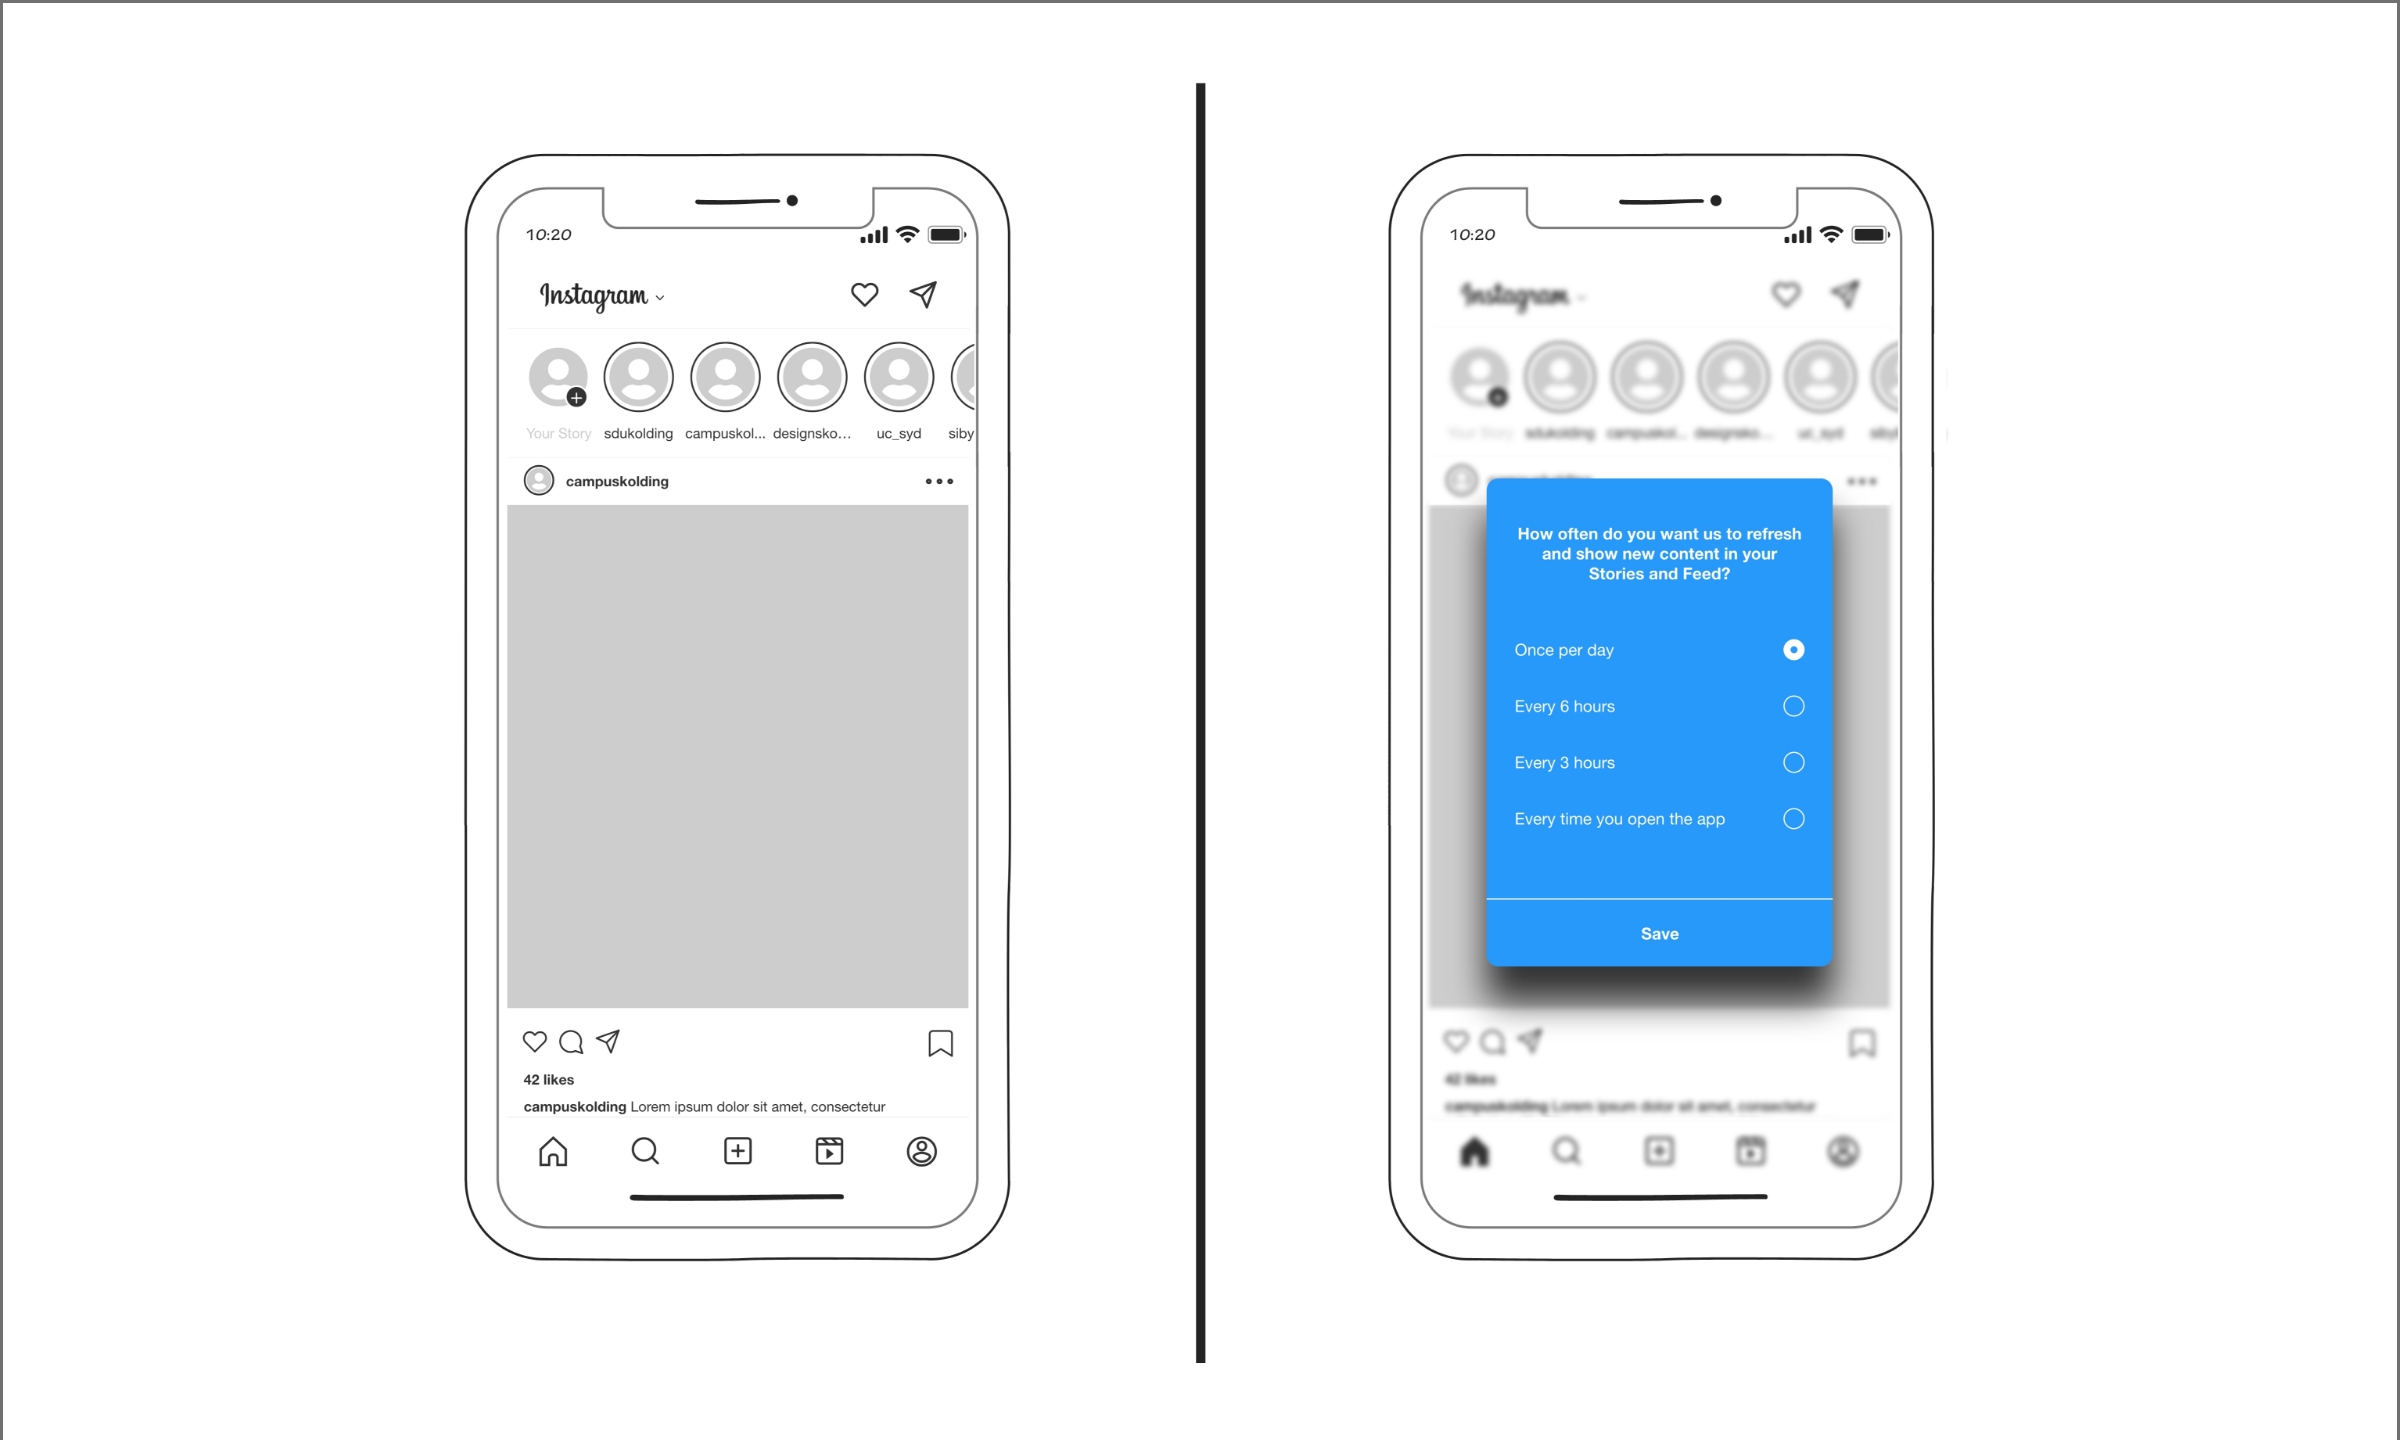 10:20
Instagram
Your Story sdukolding campuskol... designsko... uc_syd siby
campuskolding
42 likes
campuskolding Lorem ipsum dolor sit amet, consectetur
10:20
Instagram
Your Story sdukolding campuskol... designsko... uc_syd
How often do you want us to refresh
and show new content in your
Stories and Feed?
Once per day
Every 6 hours
Every 3 hours
Every time you open the app
Save
42 likes
campuskolding Lorem ipsum dolor sit amet, consectetur